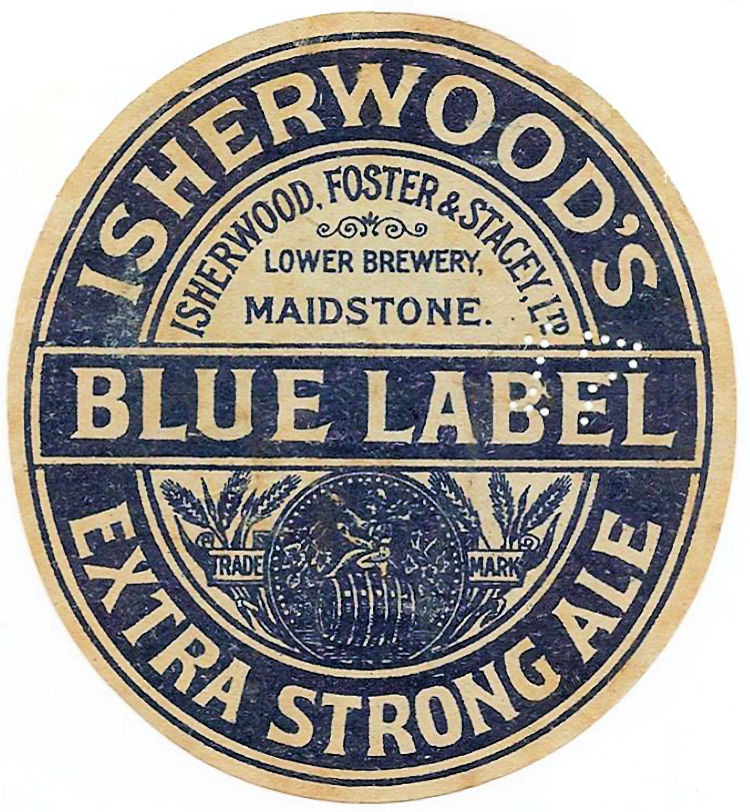 ISHERWOOD'S
ISHERWOOD, FOSTER & STACEY, LTD
LOWER BREWERY,
MAIDSTONE.
BLUE LABEL
TRADE MARK
EXTRA STRONG ALE